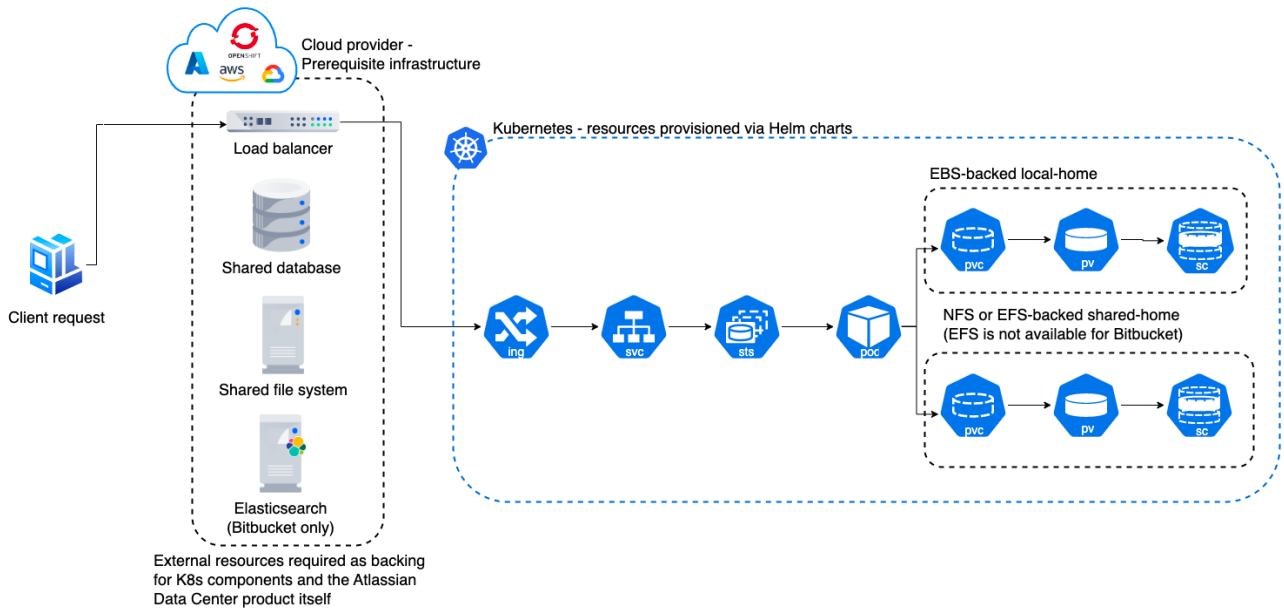 OPENSHIFT
aws
Cloud provider -
Prerequisite infrastructure
Load balancer
Shared database
Shared file system
Elasticsearch
(Bitbucket only)
External resources required as backing
for K8s components and the Atlassian
Data Center product itself
Client request
Kubernetes - resources provisioned via Helm charts
EBS-backed local-home
pvc
pv
sc
NFS or EFS-backed shared-home
(EFS is not available for Bitbucket)
ing
svc
sts
pod
pvc
pv
sc